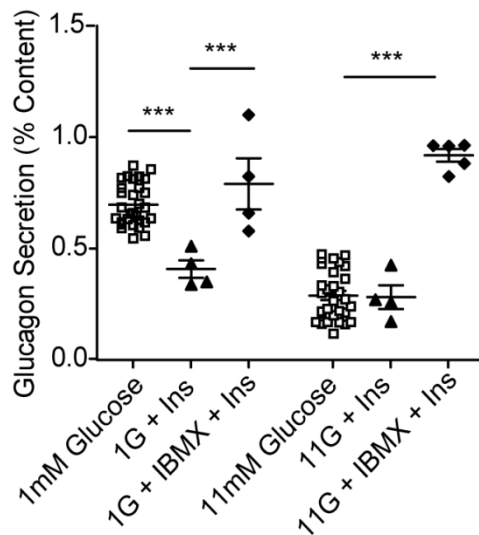 Glucagon Secretion (% Content)
1.5
1.0
0.5
0.0
***
***
***
1mM Glucose
1G + Ins
1G + IBMX + Ins
11mM Glucose
11G + Ins
11G + IBMX + Ins